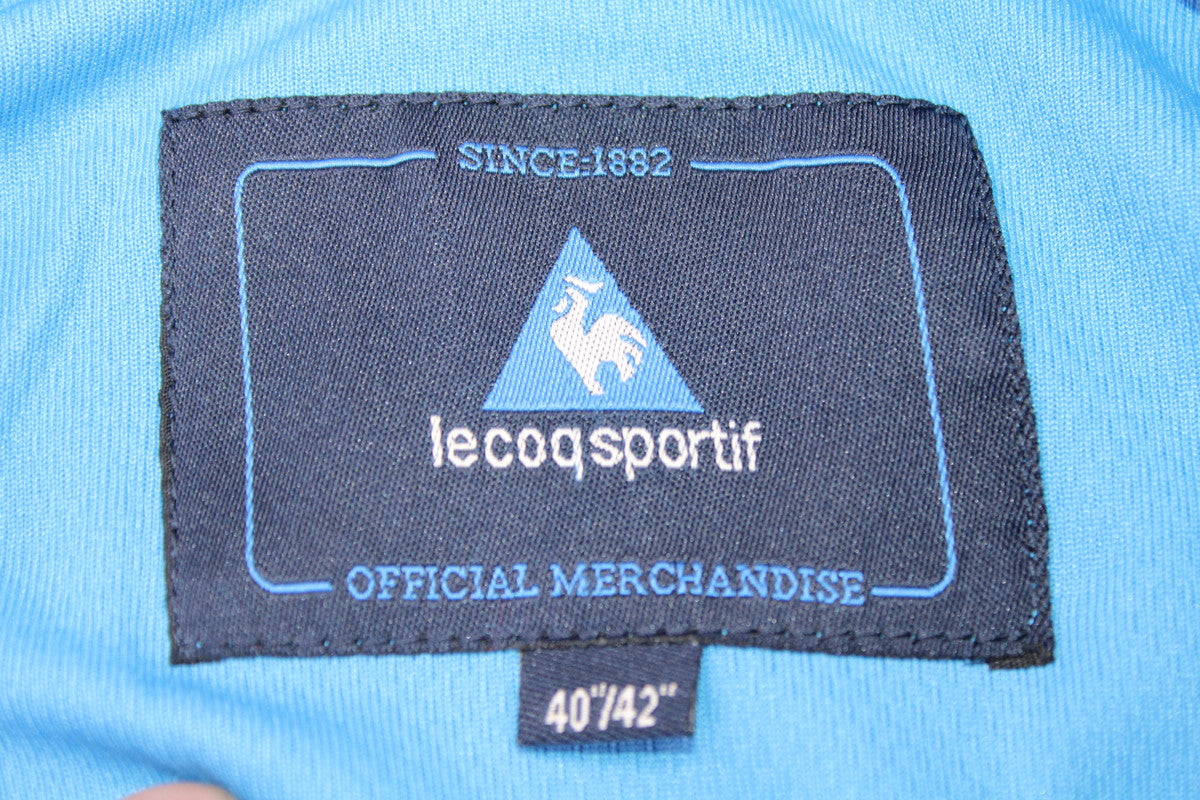 SINCE:1882
lecoqsportif
OFFICIAL MERCHANDISE
40"/42"